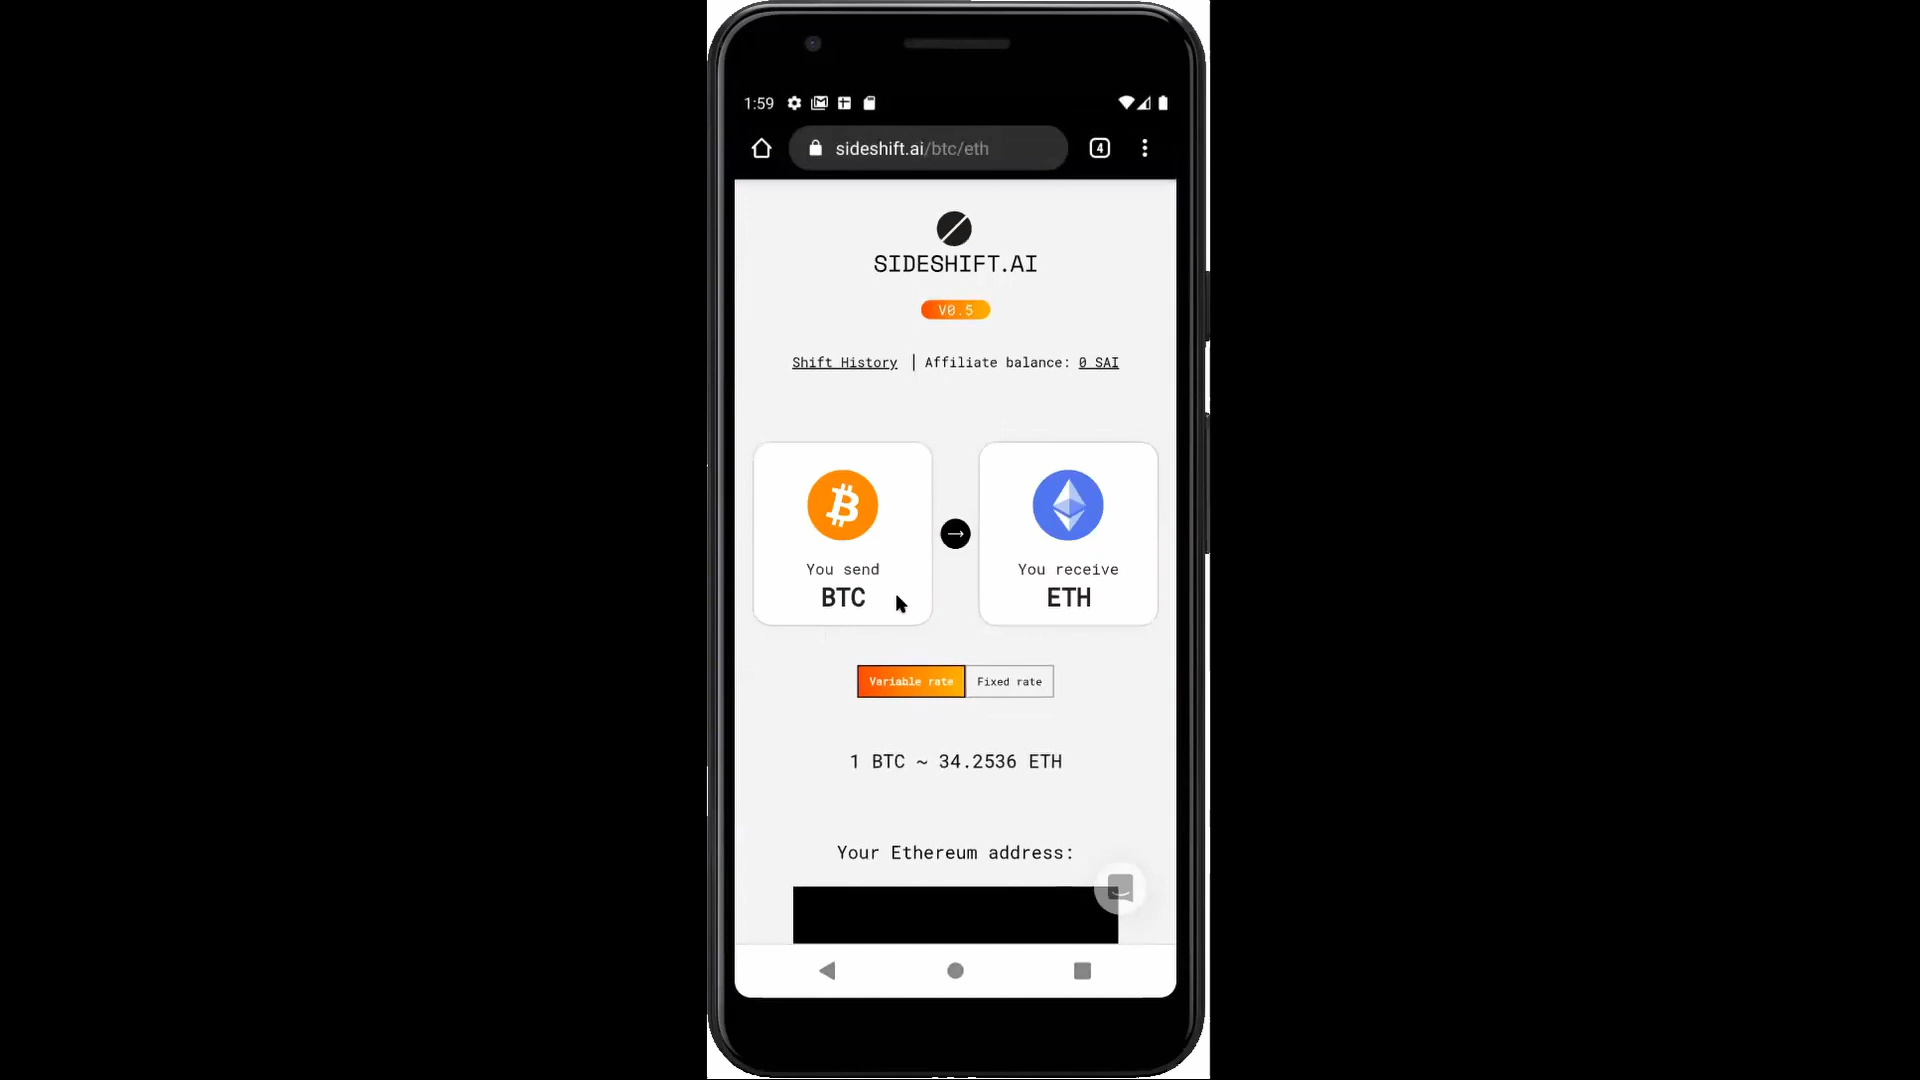 1:59
sideshift.ai/btc/eth
4
SIDESHIFT.AI
V0.5
Shift History | Affiliate balance: 0 SAI
You send
BTC
You receive
ETH
Variable rate
Fixed rate
1 BTC ~ 34.2536 ETH
Your Ethereum address: